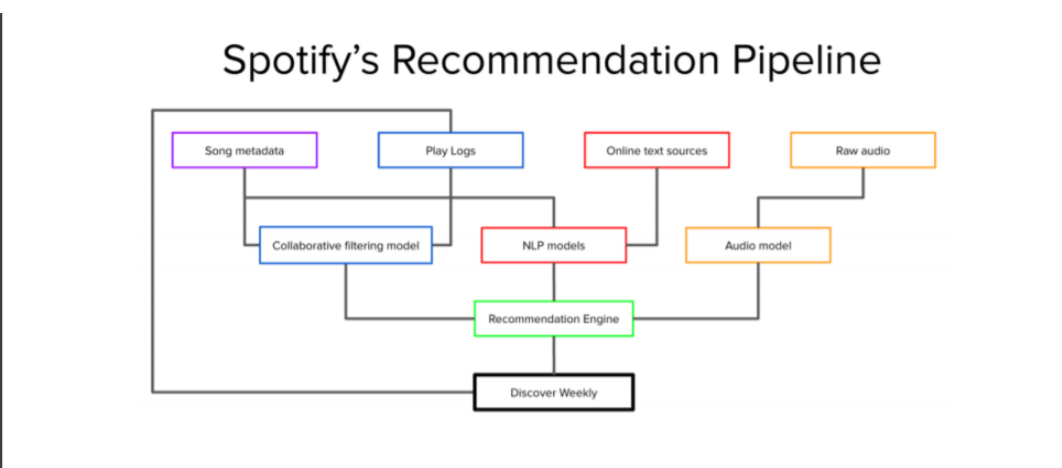 Spotify’s Recommendation Pipeline
Song metadata
Play Logs
Online text sources
Raw audio
Collaborative filtering model
NLP models
Audio model
Recommendation Engine
Discover Weekly